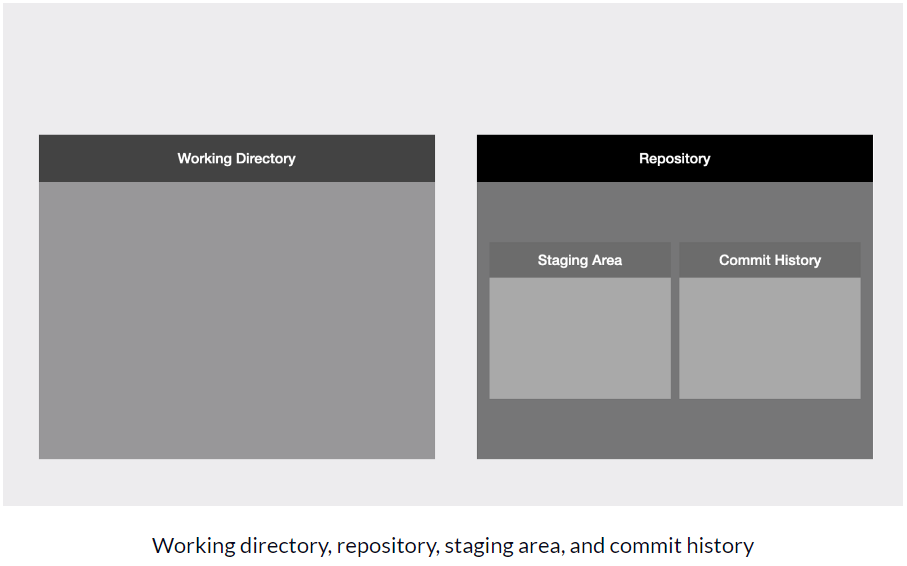 Working Directory
Repository
Staging Area
Commit History
Working directory, repository, staging area, and commit history